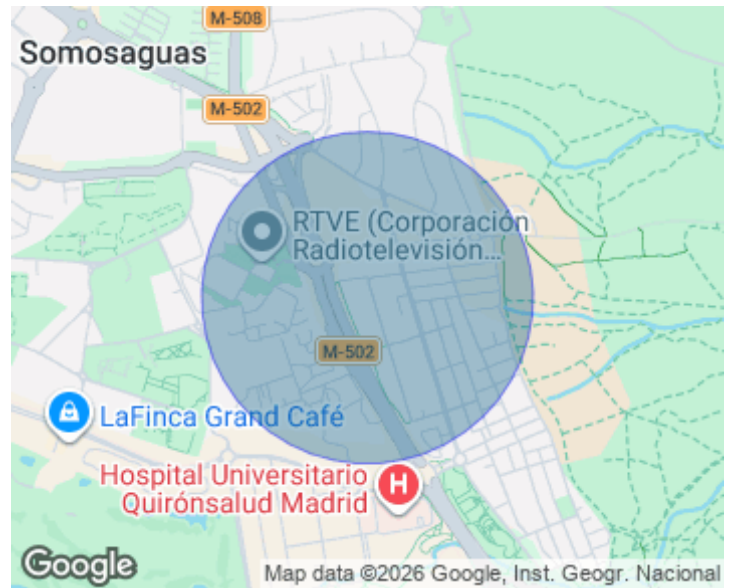 M-508
Somosaguas
M-502
RTVE (Corporación
Radiotelevisión...
M-502
LaFinca Grand Café
Hospital Universitario
Quirónsalud Madrid
H
Google
Map data ©2026 Google, Inst. Geogr. Nacional